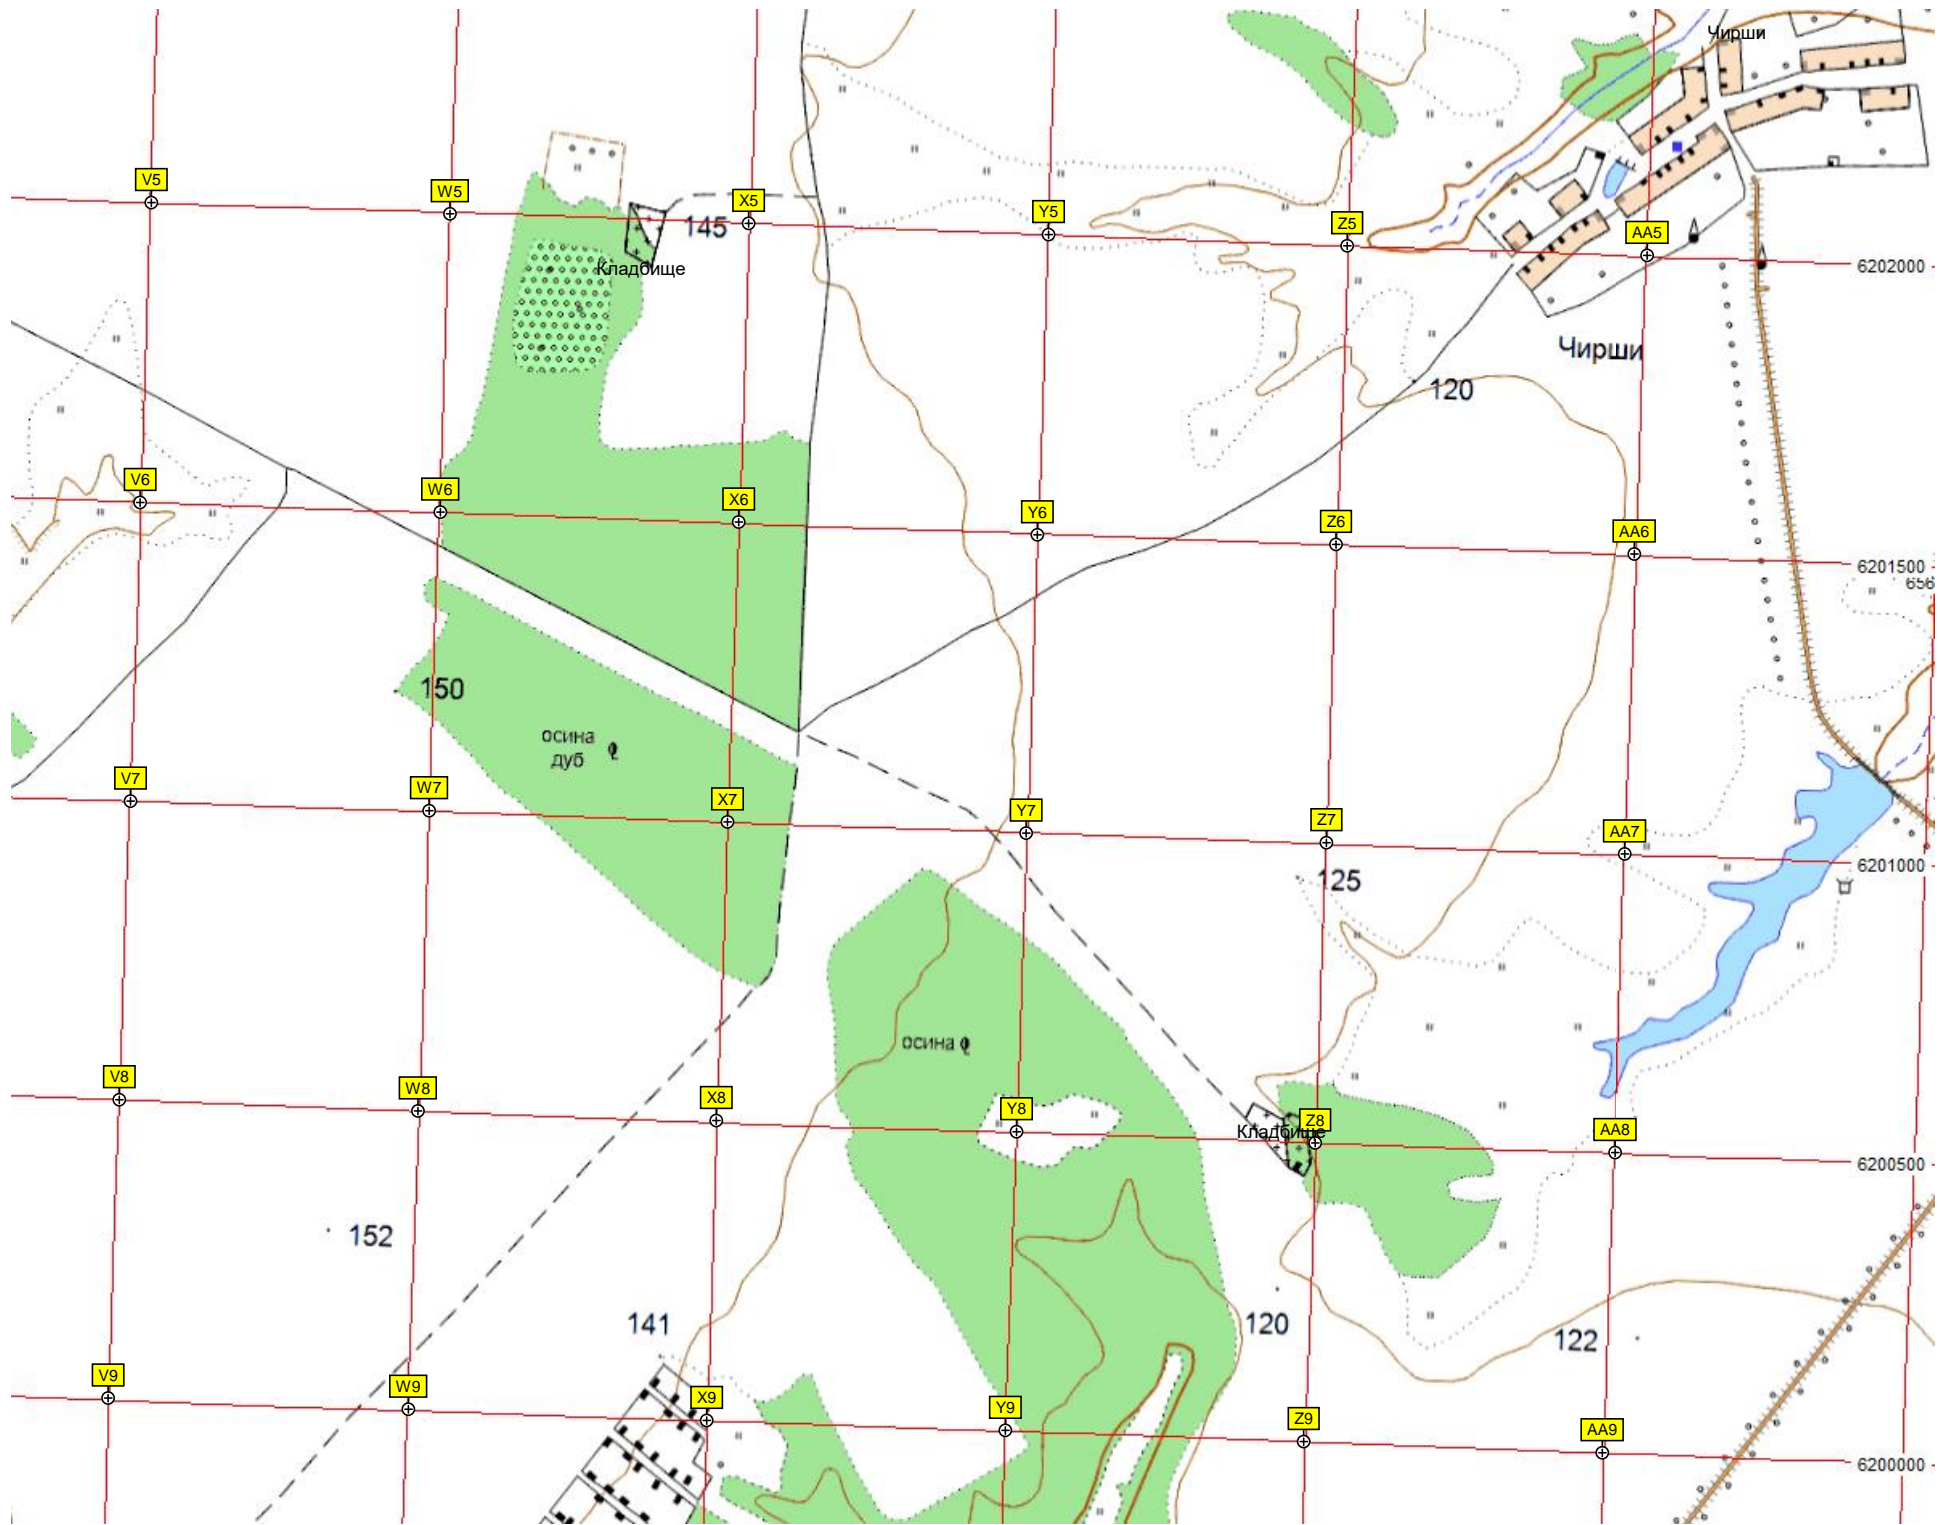 Чирши
V5
W5
X5
Y5
Z5
AA5
145
Кладбище
6202000
Чирши
120
V6
W6
X6
Y6
Z6
AA6
6201500
656
150
осина
дуб
V7
W7
X7
Y7
Z7
AA7
6201000
125
осина
V8
W8
X8
Y8
Z8
AA8
Кладбище
6200500
152
141
120
122
V9
W9
X9
Y9
Z9
AA9
6200000